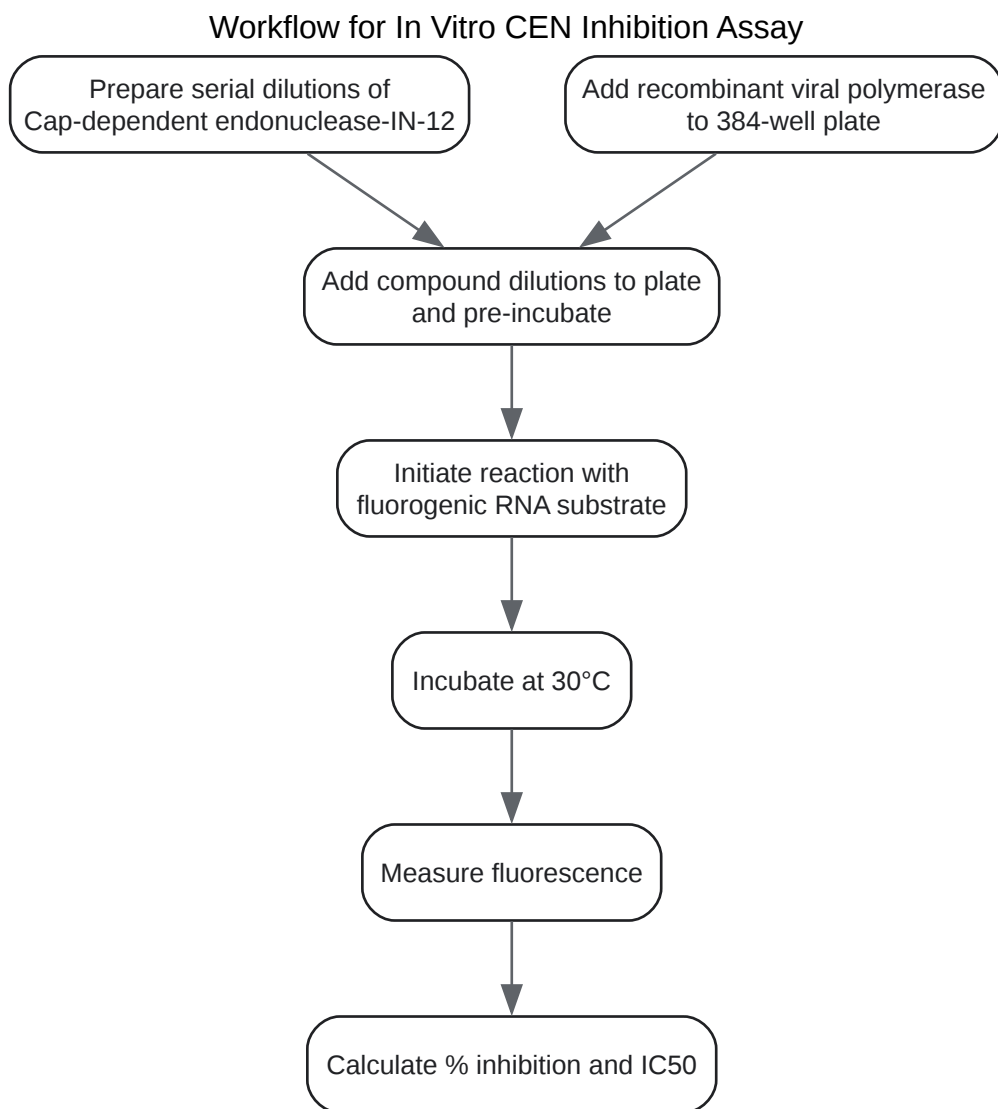 Workflow for In Vitro CEN Inhibition Assay
Prepare serial dilutions of
Cap-dependent endonuclease-IN-12
Add recombinant viral polymerase
to 384-well plate
Add compound dilutions to plate
and pre-incubate
Initiate reaction with
fluorogenic RNA substrate
Incubate at 30°C
Measure fluorescence
Calculate % inhibition and IC50